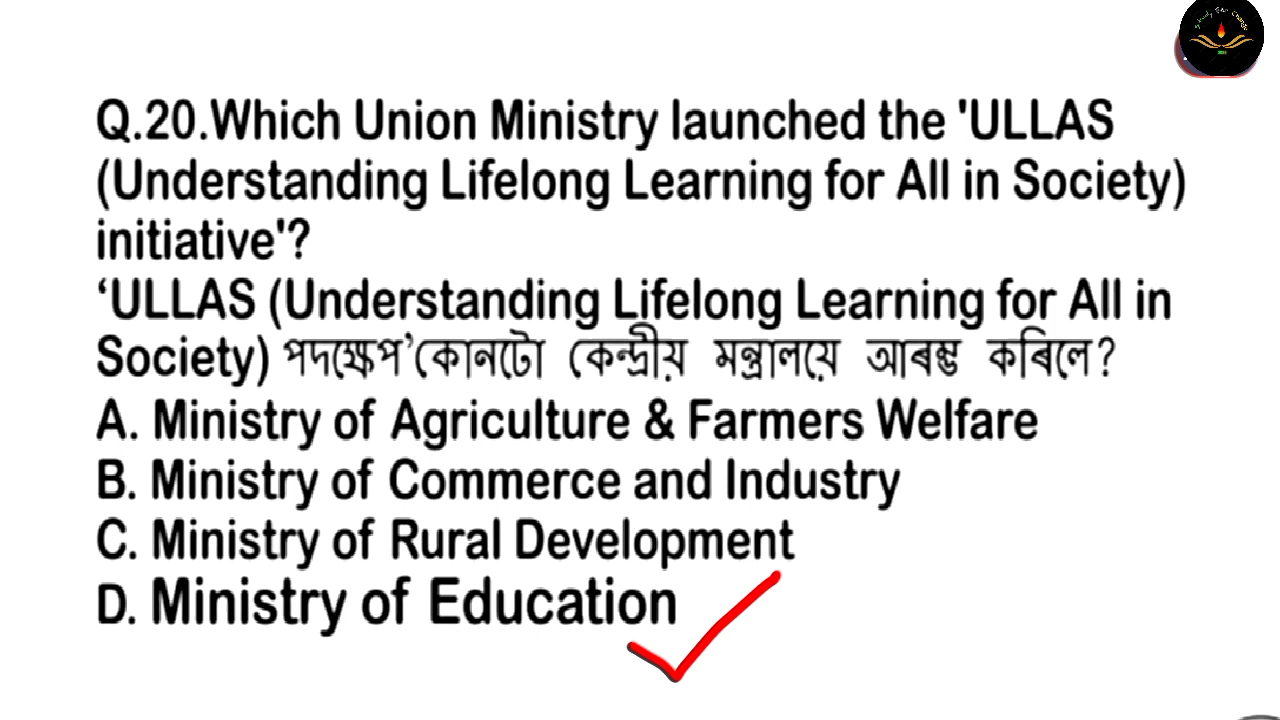 Q.20.Which Union Ministry launched the 'ULLAS
(Understanding Lifelong Learning for All in Society)
initiative'?
‘ULLAS (Understanding Lifelong Learning for All in
Society) পদক্ষেপ’কোনটো কেন্দ্ৰীয় মন্ত্ৰালয়ে আৰম্ভ কৰিলে?
A. Ministry of Agriculture & Farmers Welfare
B. Ministry of Commerce and Industry
C. Ministry of Rural Development
D. Ministry of Education